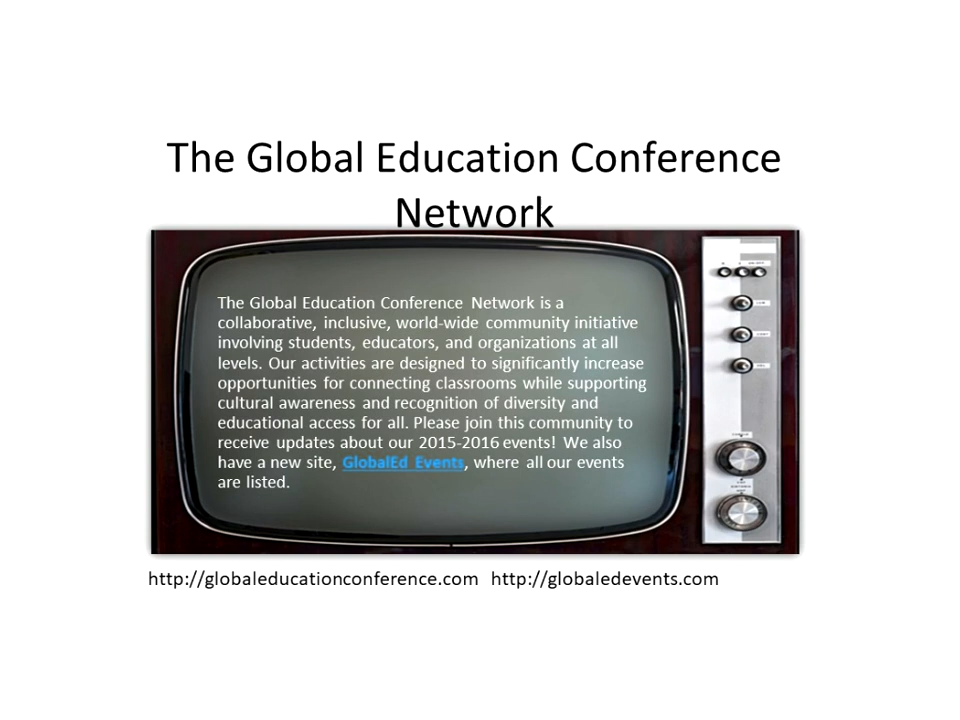 The Global Education Conference
Network
The Global Education Conference Network is a
collaborative, inclusive, world-wide community initiative
involving students, educators, and organizations at all
levels. Our activities are designed to significantly increase
opportunities for connecting classrooms while supporting
cultural awareness and recognition of diversity and
educational access for all. Please join this community to
receive updates about our 2015-2016 events! We also
have a new site, GlobalEd Events, where all our events
are listed.
http://globaleducationconference.com http://globaledevents.com